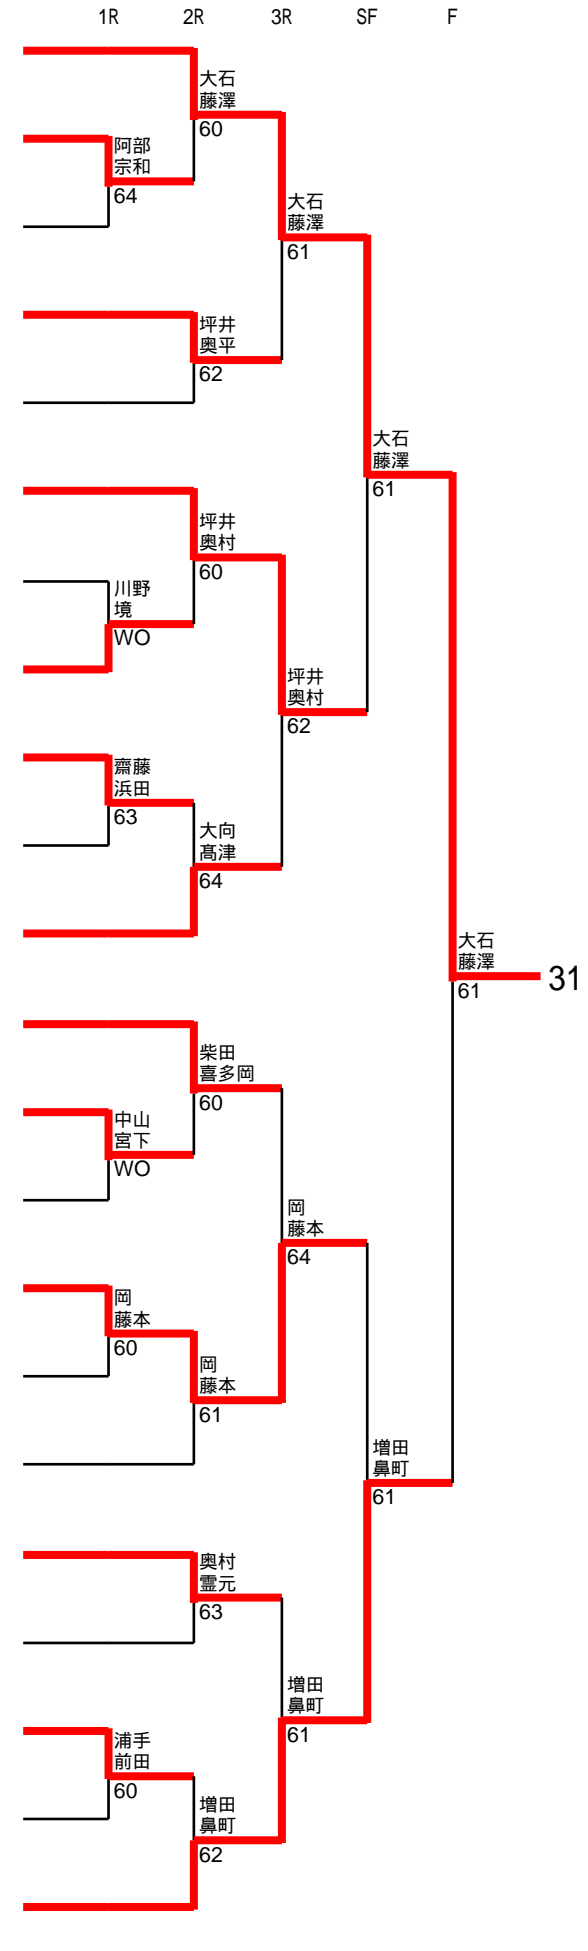 1R 2R 3R SF F
大石
藤澤
60
阿部
宗和
64
大石
藤澤
61
坪井
奥平
62
大石
藤澤
61
坪井
奥村
60
川野
境
WO
坪井
奥村
62
齋藤
浜田
63
大向
髙津
64
大石
藤澤
61
31
柴田
喜多岡
60
中山
宮下
WO
岡
藤本
64
岡
藤本
60
岡
藤本
61
増田
鼻町
61
奥村
霊元
63
増田
鼻町
61
浦手
前田
60
増田
鼻町
62